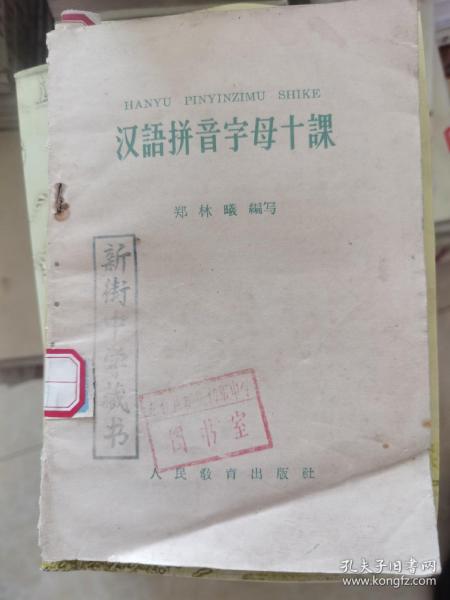 HANYU PINYINZIMU SHIKE
汉語拼音字母十課
郑林曦 編写
新街中学藏书
图书室
人民敎育出版社
孔夫子旧书网
www.kongfz.com